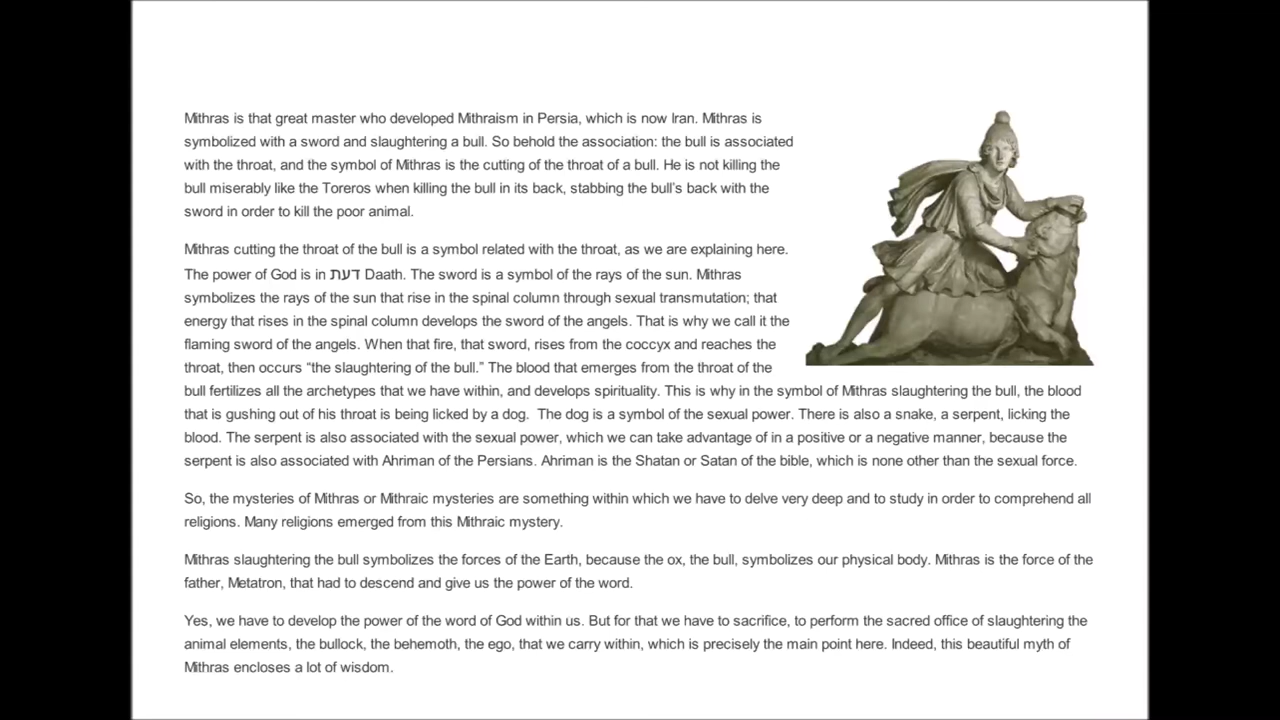 Mithras is that great master who developed Mithraism in Persia, which is now Iran. Mithras is
symbolized with a sword and slaughtering a bull. So behold the association: the bull is associated
with the throat, and the symbol of Mithras is the cutting of the throat of a bull. He is not killing the
bull miserably like the Toreros when killing the bull in its back, stabbing the bull's back with the
sword in order to kill the poor animal.
Mithras cutting the throat of the bull is a symbol related with the throat, as we are explaining here.
The power of God is in דעת Daath. The sword is a symbol of the rays of the sun. Mithras
symbolizes the rays of the sun that rise in the spinal column through sexual transmutation; that
energy that rises in the spinal column develops the sword of the angels. That is why we call it the
flaming sword of the angels. When that fire, that sword, rises from the coccyx and reaches the
throat, then occurs “the slaughtering of the bull.” The blood that emerges from the throat of the
bull fertilizes all the archetypes that we have within, and develops spirituality. This is why in the symbol of Mithras slaughtering the bull, the blood
that is gushing out of his throat is being licked by a dog.  The dog is a symbol of the sexual power. There is also a snake, a serpent, licking the
blood. The serpent is also associated with the sexual power, which we can take advantage of in a positive or a negative manner, because the
serpent is also associated with Ahriman of the Persians. Ahriman is the Shatan or Satan of the bible, which is none other than the sexual force.
So, the mysteries of Mithras or Mithraic mysteries are something within which we have to delve very deep and to study in order to comprehend all
religions. Many religions emerged from this Mithraic mystery.
Mithras slaughtering the bull symbolizes the forces of the Earth, because the ox, the bull, symbolizes our physical body. Mithras is the force of the
father, Metatron, that had to descend and give us the power of the word.
Yes, we have to develop the power of the word of God within us. But for that we have to sacrifice, to perform the sacred office of slaughtering the
animal elements, the bullock, the behemoth, the ego, that we carry within, which is precisely the main point here. Indeed, this beautiful myth of
Mithras encloses a lot of wisdom.